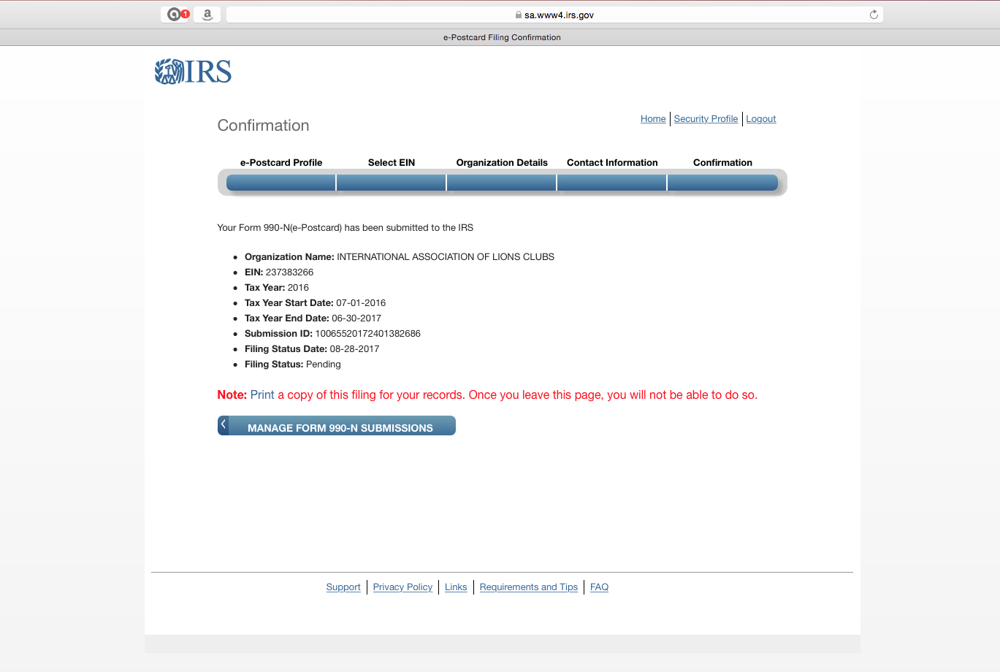 1 a sa.www4.irs.gov
e-Postcard Filing Confirmation
IRS
Home Security Profile Logout
Confirmation
e-Postcard Profile Select EIN Organization Details Contact Information Confirmation
Your Form 990-N(e-Postcard) has been submitted to the IRS
• Organization Name: INTERNATIONAL ASSOCIATION OF LIONS CLUBS
• EIN: 237383266
• Tax Year: 2016
• Tax Year Start Date: 07-01-2016
• Tax Year End Date: 06-30-2017
• Submission ID: 10065520172401382686
• Filing Status Date: 08-28-2017
• Filing Status: Pending
Note: Print a copy of this filing for your records. Once you leave this page, you will not be able to do so.
MANAGE FORM 990-N SUBMISSIONS
Support Privacy Policy Links Requirements and Tips FAQ